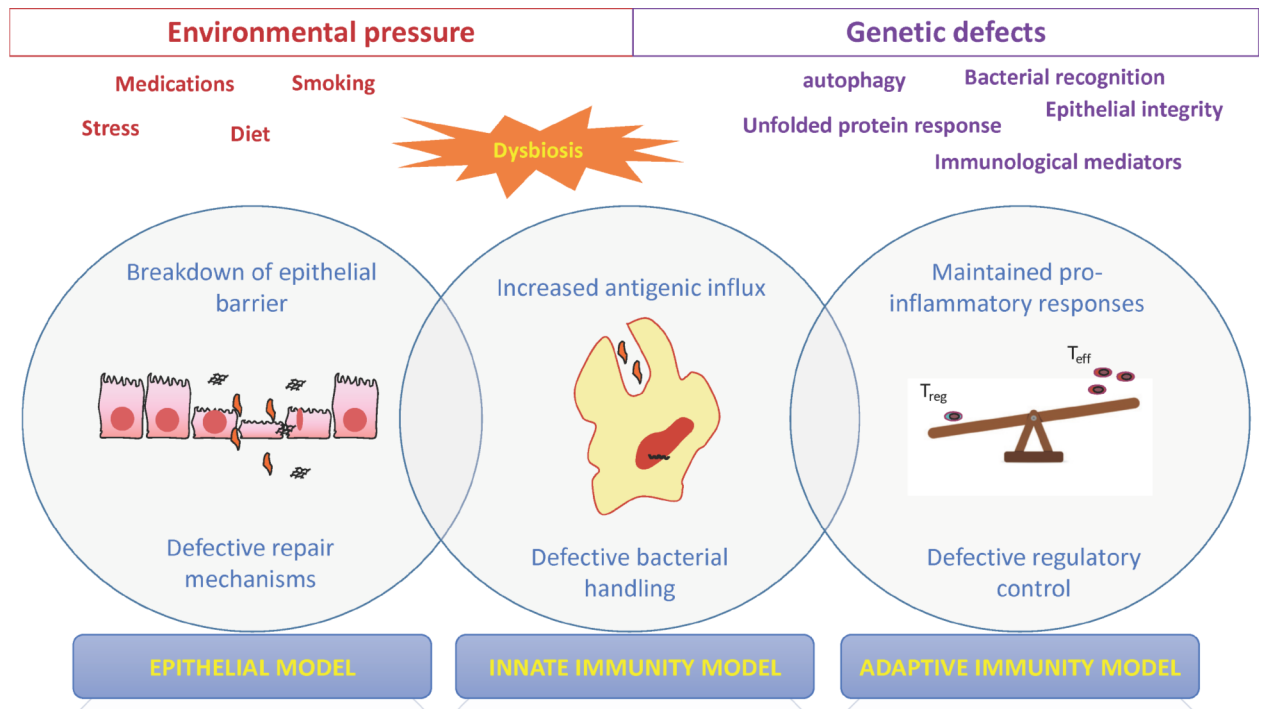 Environmental pressure
Genetic defects
Medications
Smoking
Stress
Diet
Dysbiosis
autophagy
Bacterial recognition
Epithelial integrity
Unfolded protein response
Immunological mediators
Breakdown of epithelial
barrier
Defective repair
mechanisms
Increased antigenic influx
Defective bacterial
handling
Maintained pro-
inflammatory responses
Teff
Treg
Defective regulatory
control
EPITHELIAL MODEL
INNATE IMMUNITY MODEL
ADAPTIVE IMMUNITY MODEL